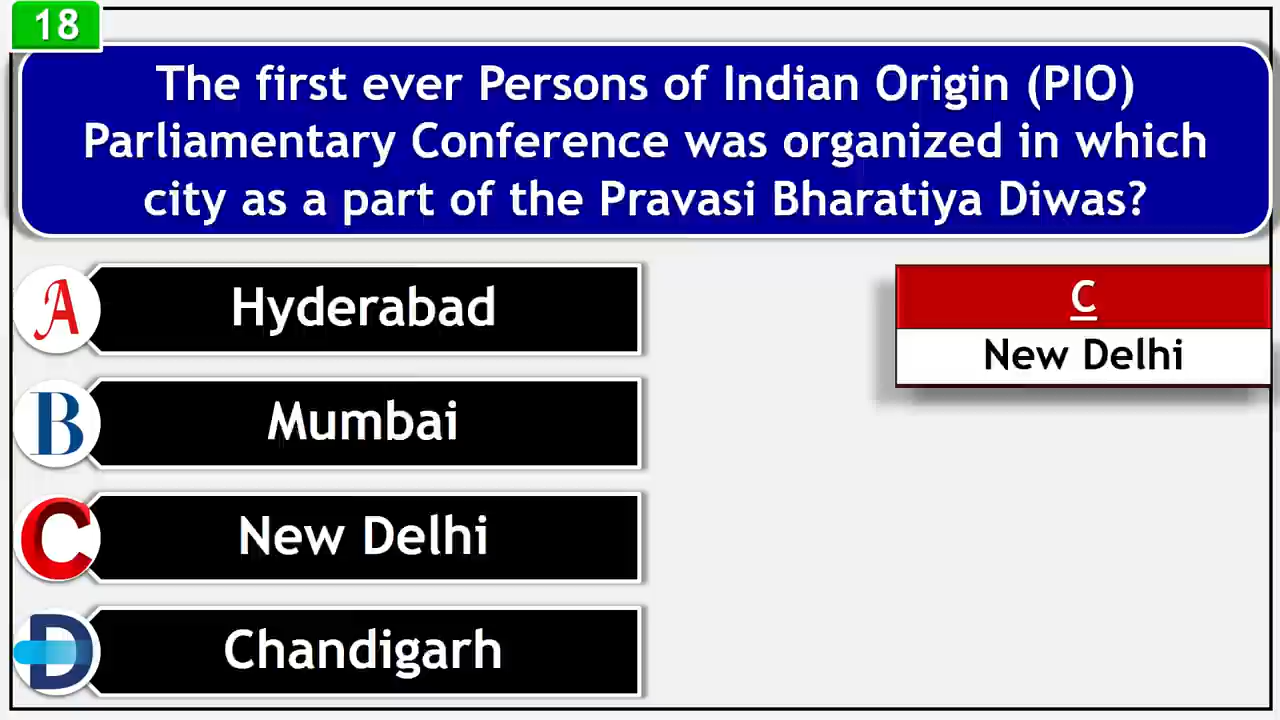 18
The first ever Persons of Indian Origin (PIO)
Parliamentary Conference was organized in which
city as a part of the Pravasi Bharatiya Diwas?
A Hyderabad
B Mumbai
C New Delhi
D Chandigarh
C
New Delhi